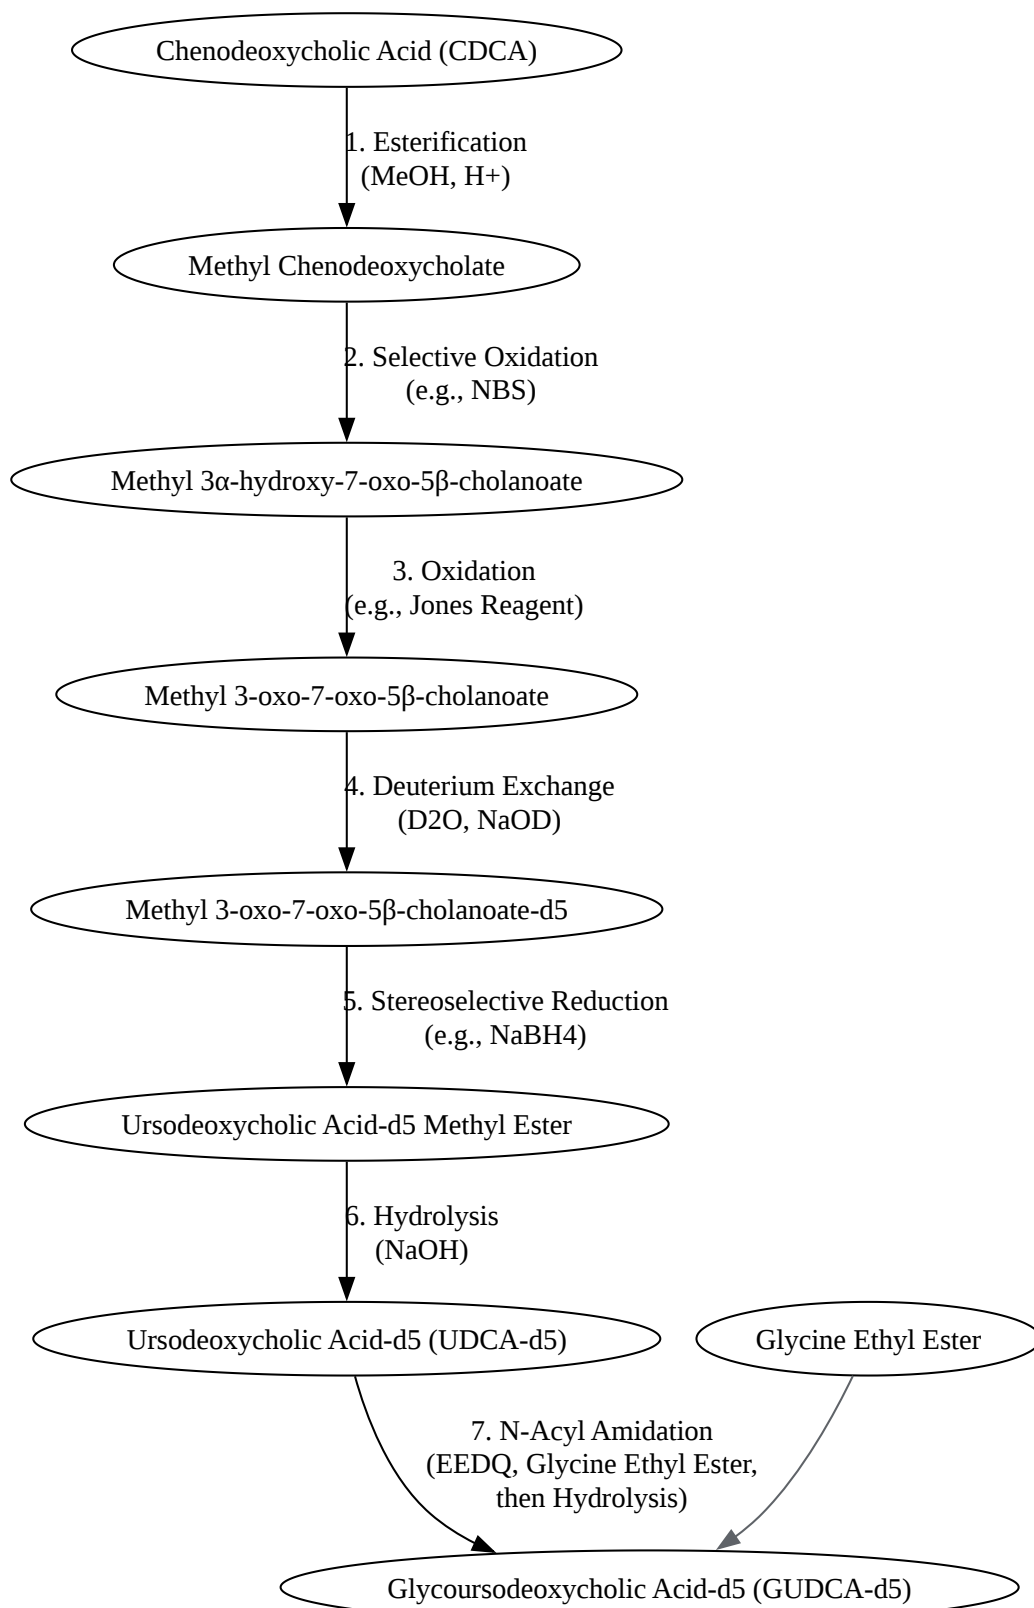 Chenodeoxycholic Acid (CDCA)
1. Esterification
(MeOH, H+)
Methyl Chenodeoxycholate
2. Selective Oxidation
(e.g., NBS)
Methyl 3α-hydroxy-7-oxo-5β-cholanoate
3. Oxidation
(e.g., Jones Reagent)
Methyl 3-oxo-7-oxo-5β-cholanoate
4. Deuterium Exchange
(D2O, NaOD)
Methyl 3-oxo-7-oxo-5β-cholanoate-d5
5. Stereoselective Reduction
(e.g., NaBH4)
Ursodeoxycholic Acid-d5 Methyl Ester
6. Hydrolysis
(NaOH)
Ursodeoxycholic Acid-d5 (UDCA-d5)
Glycine Ethyl Ester
7. N-Acyl Amidation
(EEDQ, Glycine Ethyl Ester,
then Hydrolysis)
Glycoursodeoxycholic Acid-d5 (GUDCA-d5)